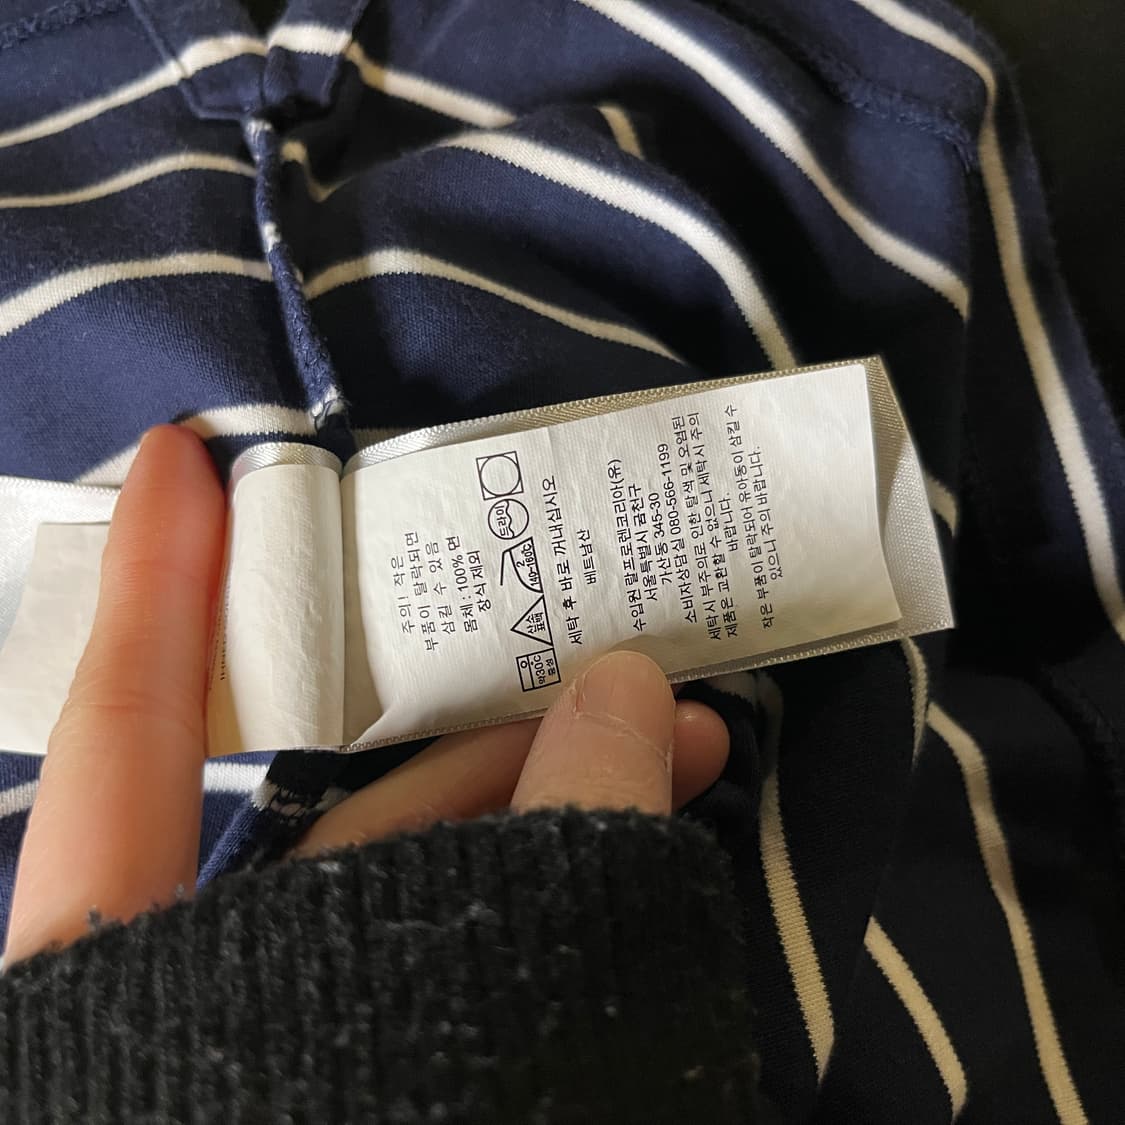 주의! 작은
부품이 탈락되면
삼킬 수 있음
몸체 : 100% 면
장식 제외
약30℃
중성
산소
표백
2
140~160℃
드라이
세탁 후 바로 꺼내십시오
베트남산
수입원 랄프로렌코리아(유)
서울특별시 금천구
가산동 345-30
소비자상담실 080-566-1199
세탁시 부주의로 인한 탈색 및 오염된
제품은 교환할 수 없으니 세탁시 주의
바랍니다.
작은 부품이 탈락되어 유아동이 삼킬 수
있으니 주의 바랍니다.